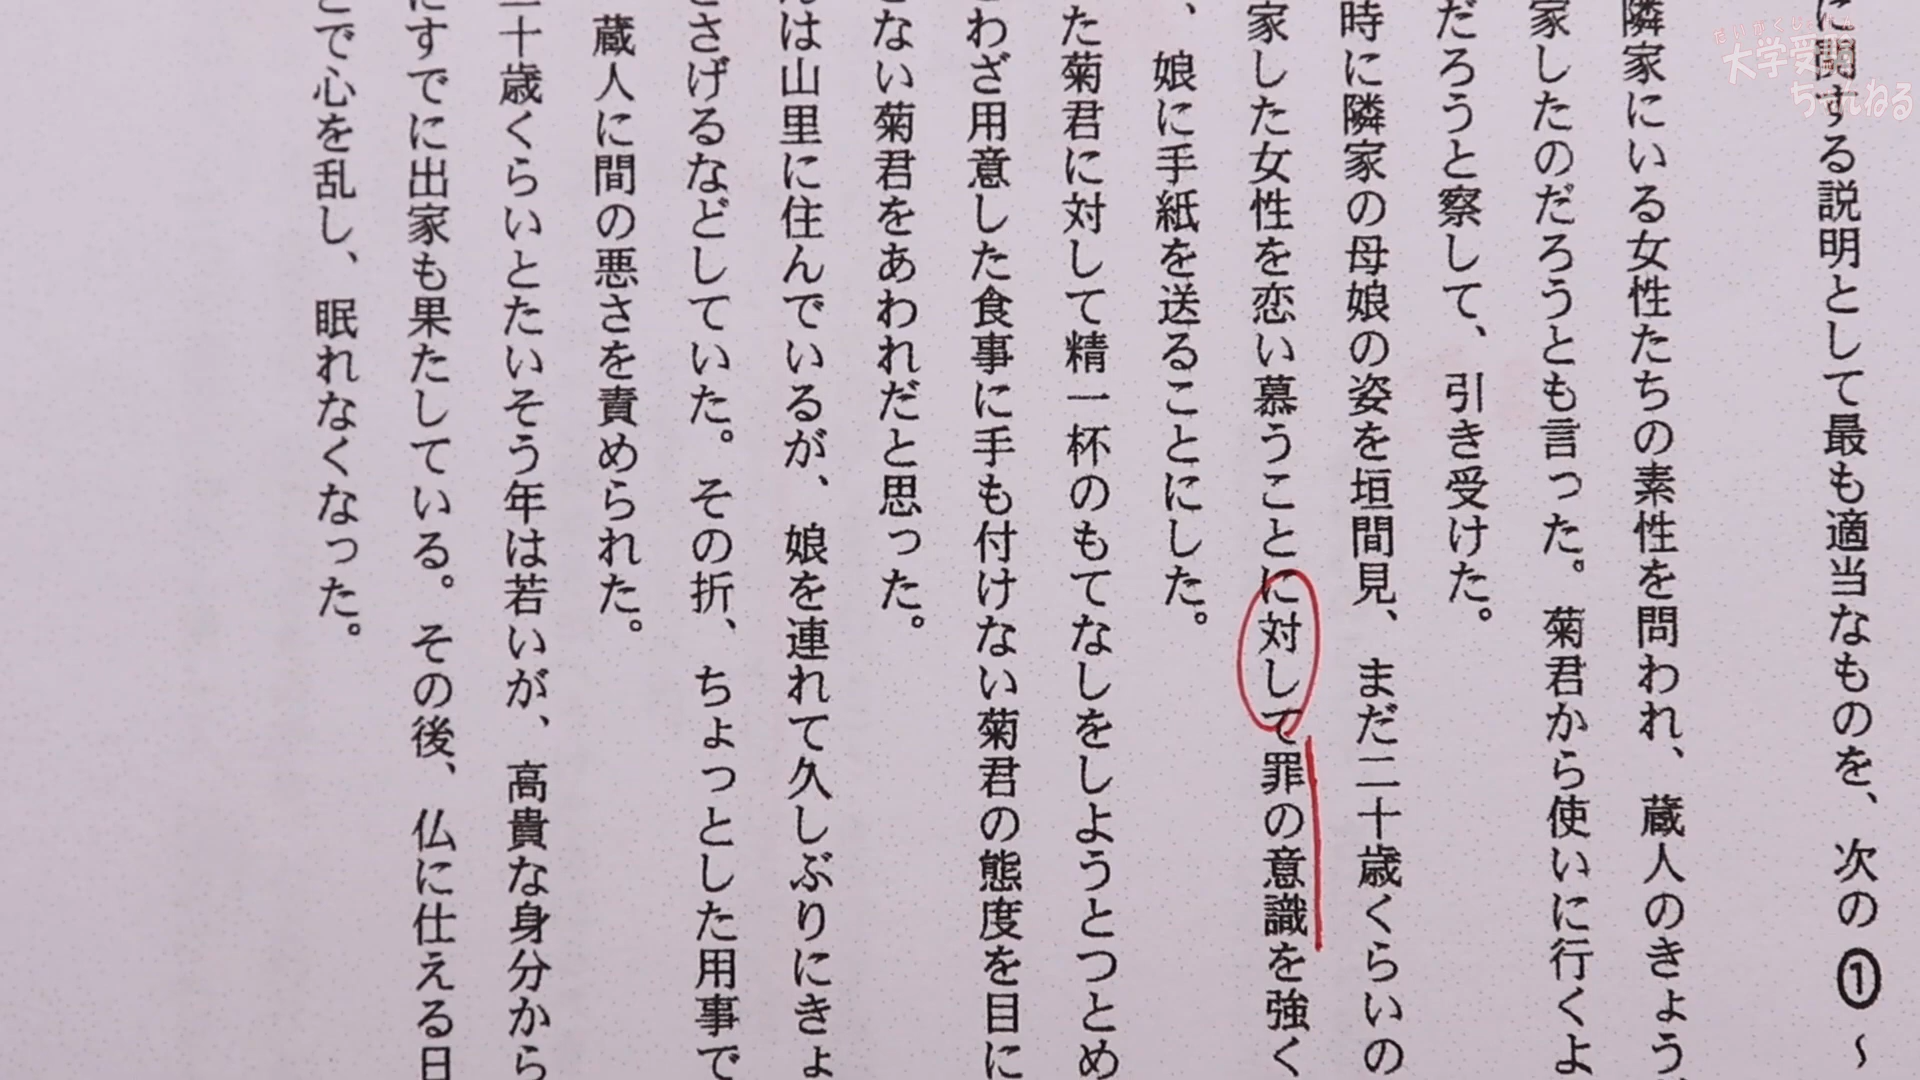 に関する説明として最も適当なものを、次の①〜
隣家にいる女性たちの素性を問われ、蔵人のきょう
家したのだろうとも言った。菊君から使いに行くよ
だろうと察して、引き受けた。
時に隣家の母娘の姿を垣間見、まだ二十歳くらいの
家した女性を恋い慕うことに対して罪の意識を強く
、娘に手紙を送ることにした。
た菊君に対して精一杯のもてなしをしようとつとめ
わざ用意した食事に手も付けない菊君の態度を目に
ない菊君をあわれだと思った。
は山里に住んでいるが、娘を連れて久しぶりにきょ
さげるなどしていた。その折、ちょっとした用事で
蔵人に間の悪さを責められた。
十歳くらいとたいそう年は若いが、高貴な身分から
にすでに出家も果たしている。その後、仏に仕える日
とで心を乱し、眠れなくなった。
だいがくじゅけん
大学受験
ちゃんねる